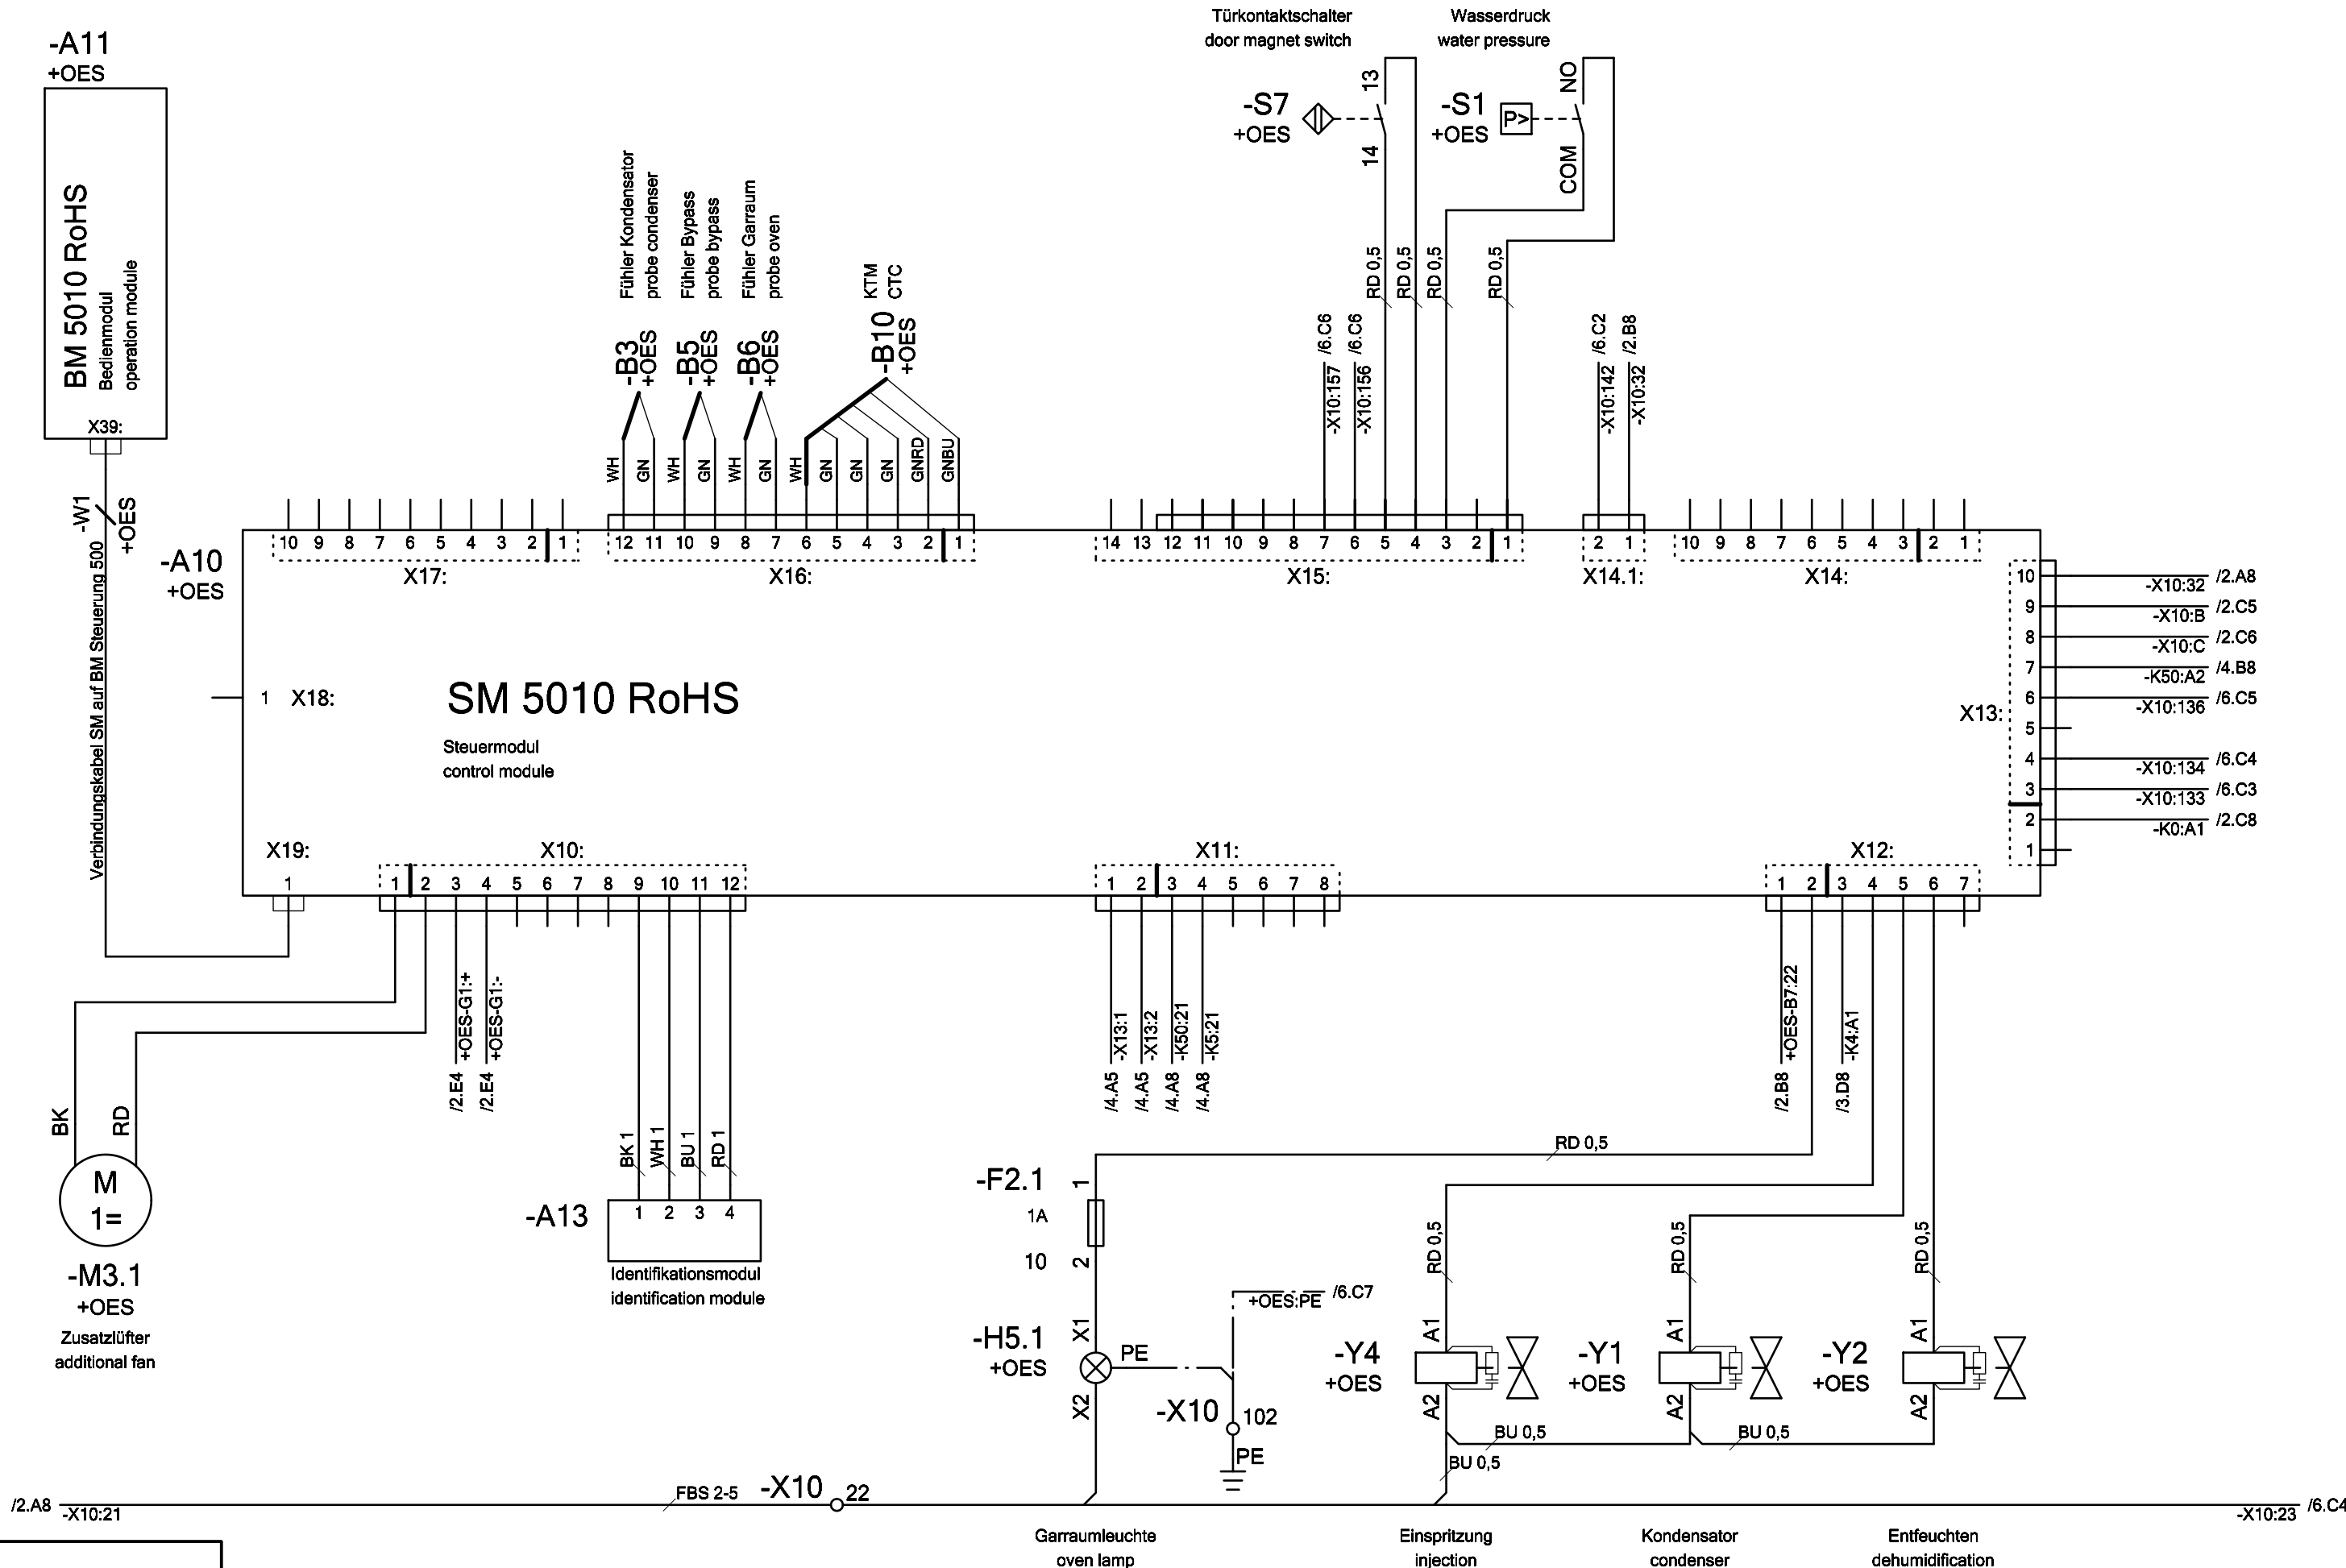 Türkontaktschalter
door magnet switch
Wasserdruck
water pressure
-A11
+OES
BM 5010 RoHS
Bedienmodul
operation module
X39:
-W1
+OES
Verbindungskabel SM auf BM Steuerung 500
-S7
+OES
13
14
-S1
+OES
P>
NO
COM
Fühler Kondensator
probe condenser
Fühler Bypass
probe bypass
Fühler Garraum
probe oven
KTM
CTC
-B3
+OES
-B5
+OES
-B6
+OES
-B10
+OES
WH
GN
WH
GN
WH
GN
WH
GN
GN
GN
GNRD
GNBU
RD 0,5
RD 0,5
RD 0,5
RD 0,5
/6.C6
-X10:157
/6.C6
-X10:156
/6.C2
-X10:142
/2.B8
-X10:32
-A10
+OES
10 9 8 7 6 5 4 3 2 1
X17:
12 11 10 9 8 7 6 5 4 3 2 1
X16:
14 13 12 11 10 9 8 7 6 5 4 3 2 1
X15:
2 1
X14.1:
10 9 8 7 6 5 4 3 2 1
X14:
X13:
10 -X10:32 /2.A8
9 -X10:B /2.C5
8 -X10:C /2.C6
7 -K50:A2 /4.B8
6 -X10:136 /6.C5
5
4 -X10:134 /6.C4
3 -X10:133 /6.C3
2 -K0:A1 /2.C8
1
1 X18:
SM 5010 RoHS
Steuermodul
control module
X19:
1
X10:
1 2 3 4 5 6 7 8 9 10 11 12
X11:
1 2 3 4 5 6 7 8
X12:
1 2 3 4 5 6 7
/2.E4 +OES-G1:+
/2.E4 +OES-G1:-
/4.A5 -X13:1
/4.A5 -X13:2
/4.A8 -K50:21
/4.A8 -K5:21
/2.B8 +OES-B7:22
/3.D8 -K4:A1
BK
RD
M
1=
-M3.1
+OES
Zusatzlüfter
additional fan
BK 1
WH 1
BU 1
RD 1
-A13
1 2 3 4
Identifikationsmodul
identification module
RD 0,5
-F2.1
1A
10
1
2
-H5.1
+OES
X1
X2
PE
+OES:PE /6.C7
-X10
102
PE
RD 0,5
RD 0,5
RD 0,5
-Y4
+OES
A1
A2
-Y1
+OES
A1
A2
-Y2
+OES
A1
A2
BU 0,5
BU 0,5
BU 0,5
/2.A8
-X10:21
FBS 2-5
-X10
22
-X10:23
/6.C4
Garraumleuchte
oven lamp
Einspritzung
injection
Kondensator
condenser
Entfeuchten
dehumidification